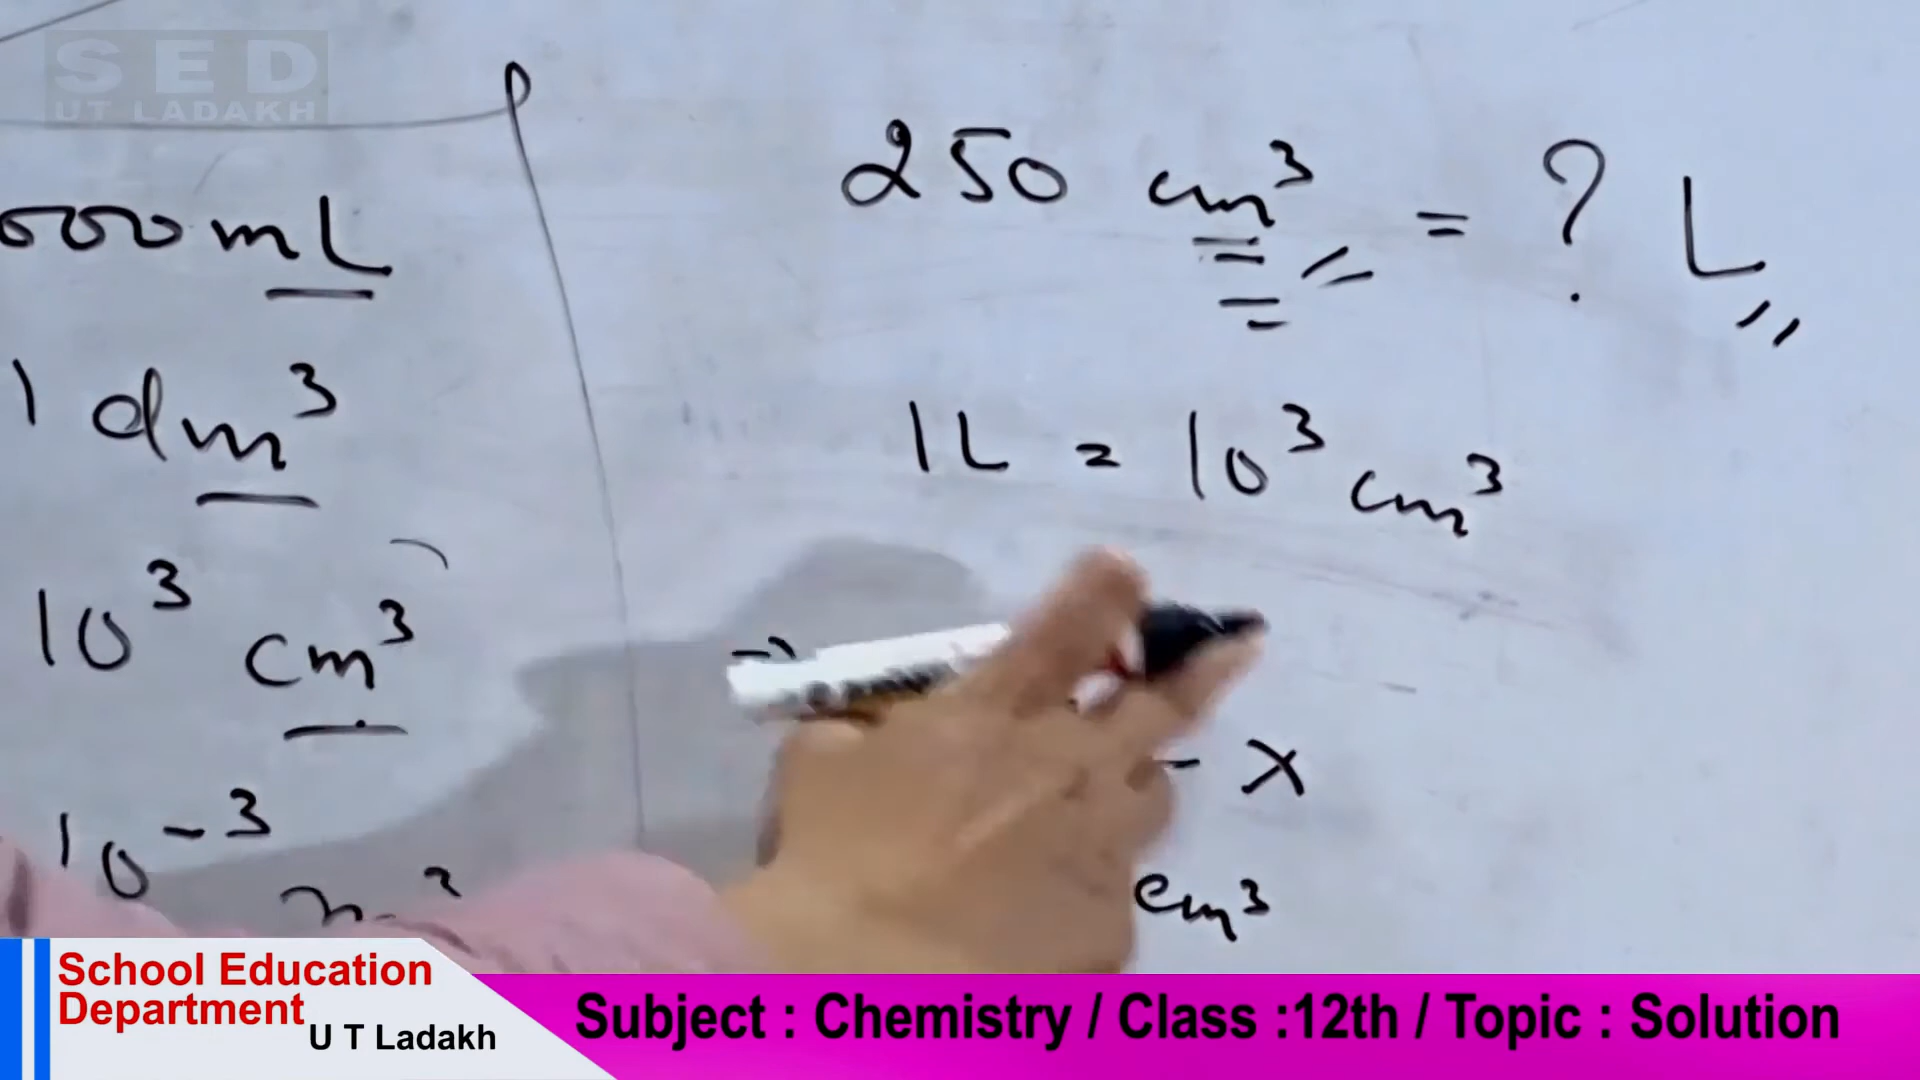 SED
UT LADAKH
000 mL
1 dm³
10³ cm³
10⁻³
250 cm³ = ? L
1L = 10³ cm³
- x
cm³
School Education
Department
U T Ladakh
Subject : Chemistry / Class :12th / Topic : Solution